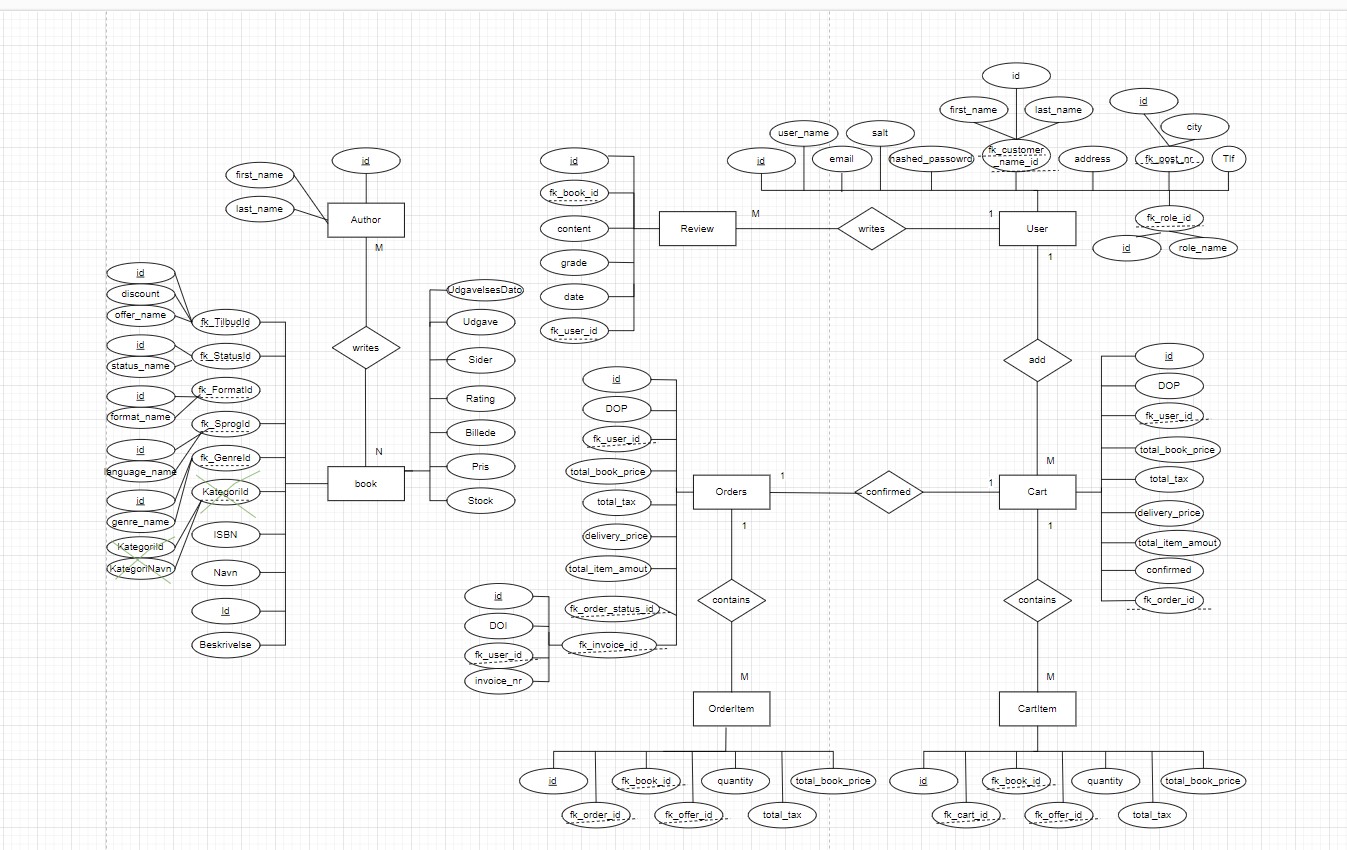 id
first_name
last_name
id
city
user_name
salt
id
email
hashed_passowrd
fk_customer_
name_id
address
fk_post_nr
Tlf
fk_role_id
id
role_name
id
first_name
last_name
Author
M
writes
N
book
id
fk_book_id
content
grade
date
fk_user_id
Review
M
writes
1
User
1
add
M
id
discount
offer_name
fk_TilbudId
id
status_name
fk_StatusId
id
format_name
fk_FormatId
fk_SprogId
id
anguage_name
fk_GenreId
id
genre_name
KategoriId
KategoriId
KategoriNavn
ISBN
Navn
Id
Beskrivelse
UdgavelsesDato
Udgave
Sider
Rating
Billede
Pris
Stock
id
DOP
fk_user_id
total_book_price
total_tax
delivery_price
total_item_amout
fk_order_status_id
fk_invoice_id
id
DOI
fk_user_id
invoice_nr
Orders
1
confirmed
1
Cart
id
DOP
fk_user_id
total_book_price
total_tax
delivery_price
total_item_amout
confirmed
fk_order_id
1
contains
M
OrderItem
1
contains
M
CartItem
id
fk_book_id
quantity
total_book_price
fk_order_id
fk_offer_id
total_tax
id
fk_book_id
quantity
total_book_price
fk_cart_id
fk_offer_id
total_tax